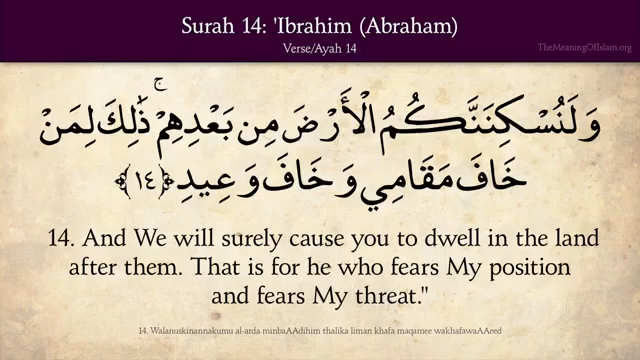 Surah 14: 'Ibrahim (Abraham)
Verse/Ayah 14
TheMeaningOfIslam.org
وَلَنُسْكِنَنَّكُمُ الْأَرْضَ مِن بَعْدِهِمْ ۚ ذَٰلِكَ لِمَنْ
خَافَ مَقَامِي وَخَافَ وَعِيدِ ﴿١٤﴾
14. And We will surely cause you to dwell in the land
after them. That is for he who fears My position
and fears My threat."
14. Walanuskinannakumu al-arda minbaAAdihim thalika liman khafa maqamee wakhafawaAAeed